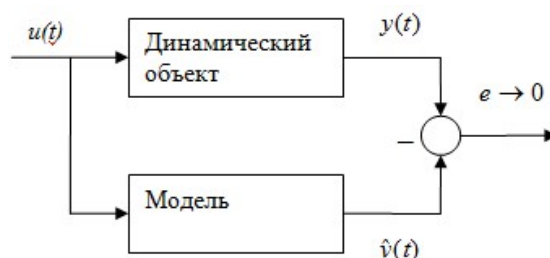 u(t)
Динамический
объект
y(t)
e → 0
–
Модель
v̂(t)